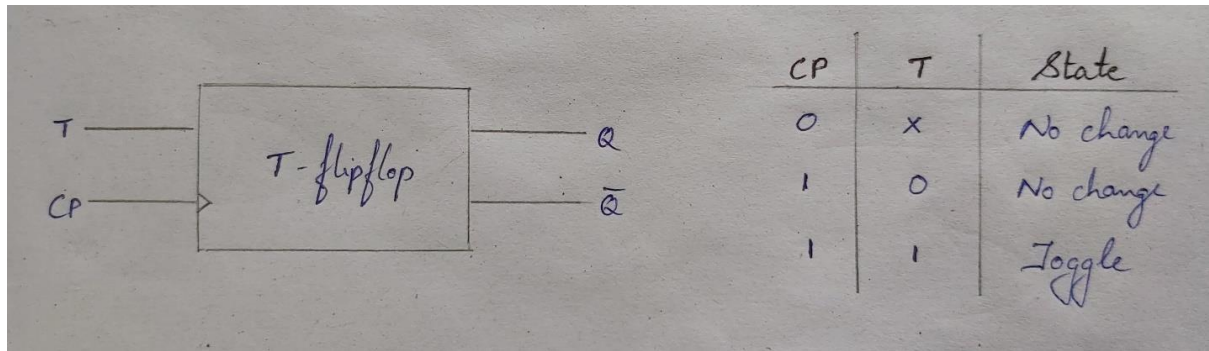 T
T-flipflop
Q
CP
Q̄
CP T State
0 X No change
1 0 No change
1 1 Toggle